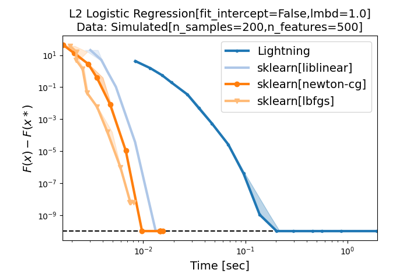 L2 Logistic Regression[fit_intercept=False,lmbd=1.0]
Data: Simulated[n_samples=200,n_features=500]
Lightning
sklearn[liblinear]
sklearn[newton-cg]
sklearn[lbfgs]
F(x) − F(x*)
10¹
10⁻¹
10⁻³
10⁻⁵
10⁻⁷
10⁻⁹
10⁻²
10⁻¹
10⁰
Time [sec]